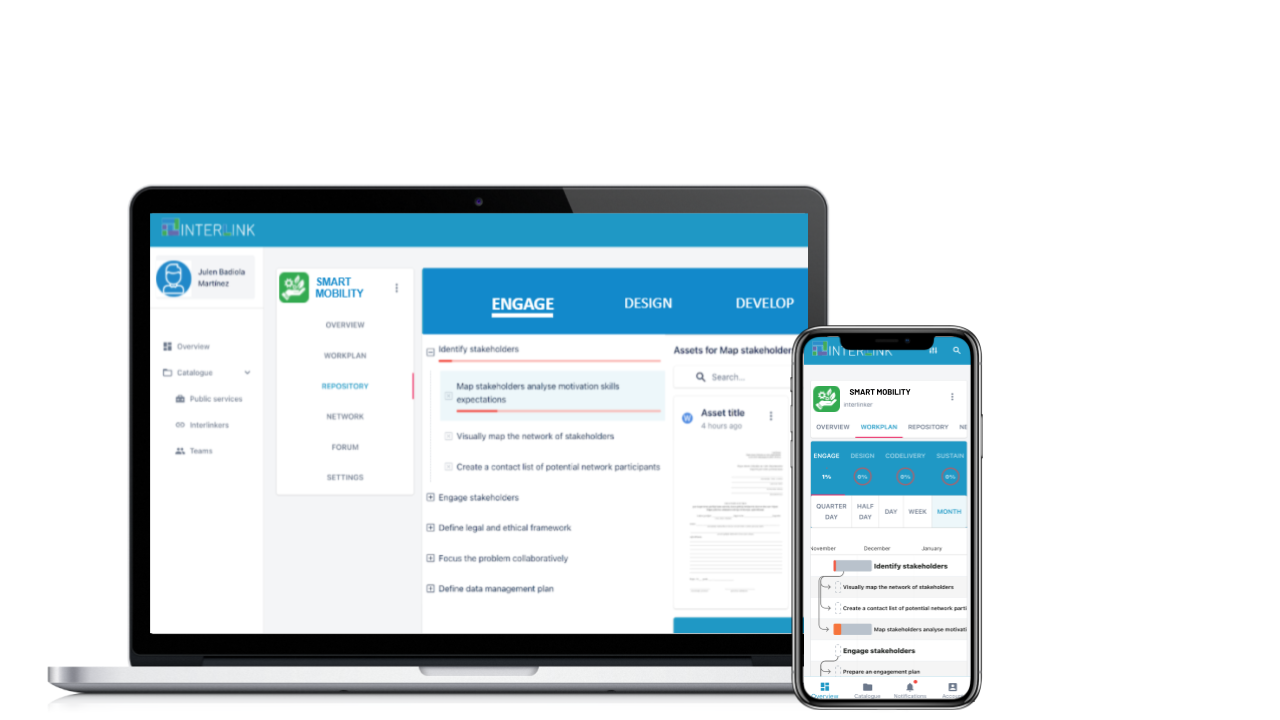 INTERLINK
Julen Badiola
Martínez
Overview
Catalogue
Public services
Interlinkers
Teams
SMART
MOBILITY
OVERVIEW
WORKPLAN
REPOSITORY
NETWORK
FORUM
SETTINGS
ENGAGE DESIGN DEVELOP
Identify stakeholders
Map stakeholders analyse motivation skills
expectations
Visually map the network of stakeholders
Create a contact list of potential network participants
Engage stakeholders
Define legal and ethical framework
Focus the problem collaboratively
Define data management plan
Assets for Map stakeholder
Search...
W
Asset title
4 hours ago
INTERLINK
SMART MOBILITY
interlinker
OVERVIEW WORKPLAN REPOSITORY NE
ENGAGE DESIGN CODELIVERY SUSTAIN
1% 0% 0% 0%
QUARTER DAY HALF DAY DAY WEEK MONTH
November December January
Identify stakeholders
Visually map the network of stakeholders
Create a contact list of potential network parti
Map stakeholders analyse motivati
Engage stakeholders
Prepare an engagement plan
Overview Catalogue Notifications Account